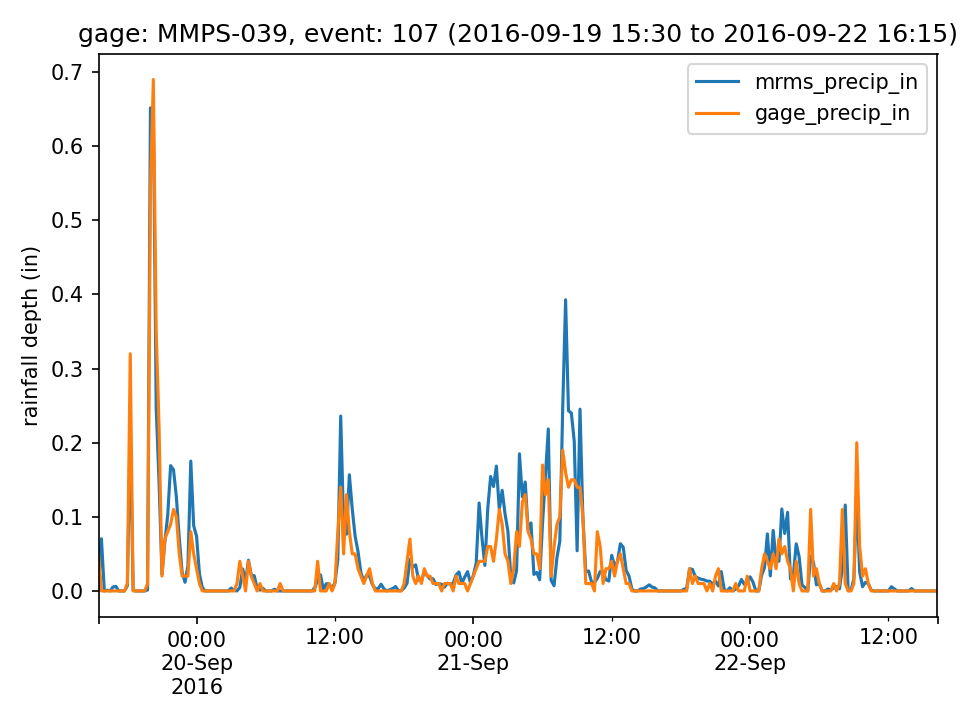 gage: MMPS-039, event: 107 (2016-09-19 15:30 to 2016-09-22 16:15)
mrms_precip_in
gage_precip_in
rainfall depth (in)
0.7
0.6
0.5
0.4
0.3
0.2
0.1
0.0
00:00 12:00 00:00 12:00 00:00 12:00
20-Sep 21-Sep 22-Sep
2016